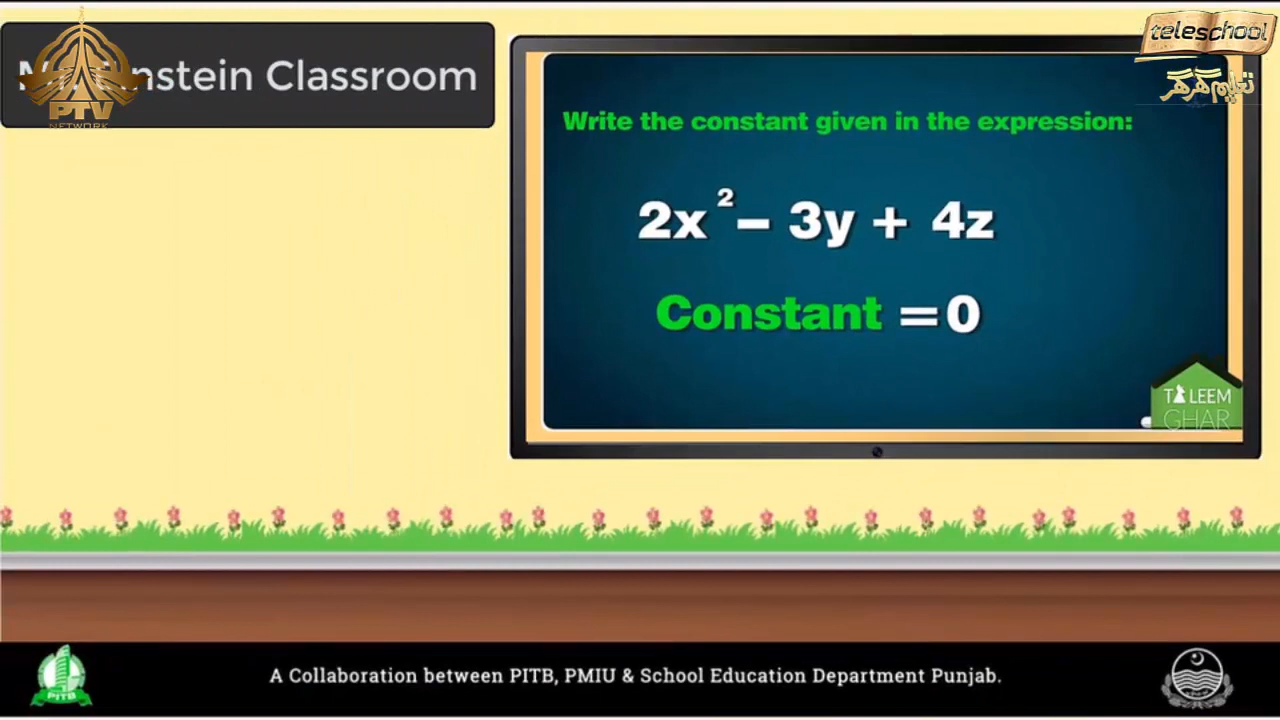 Einstein Classroom
PTV
NETWORK
teleschool
تعلیم گھر گھر
Write the constant given in the expression:
2x² – 3y + 4z
Constant = 0
TALEEM
GHAR
PITB
A Collaboration between PITB, PMIU & School Education Department Punjab.